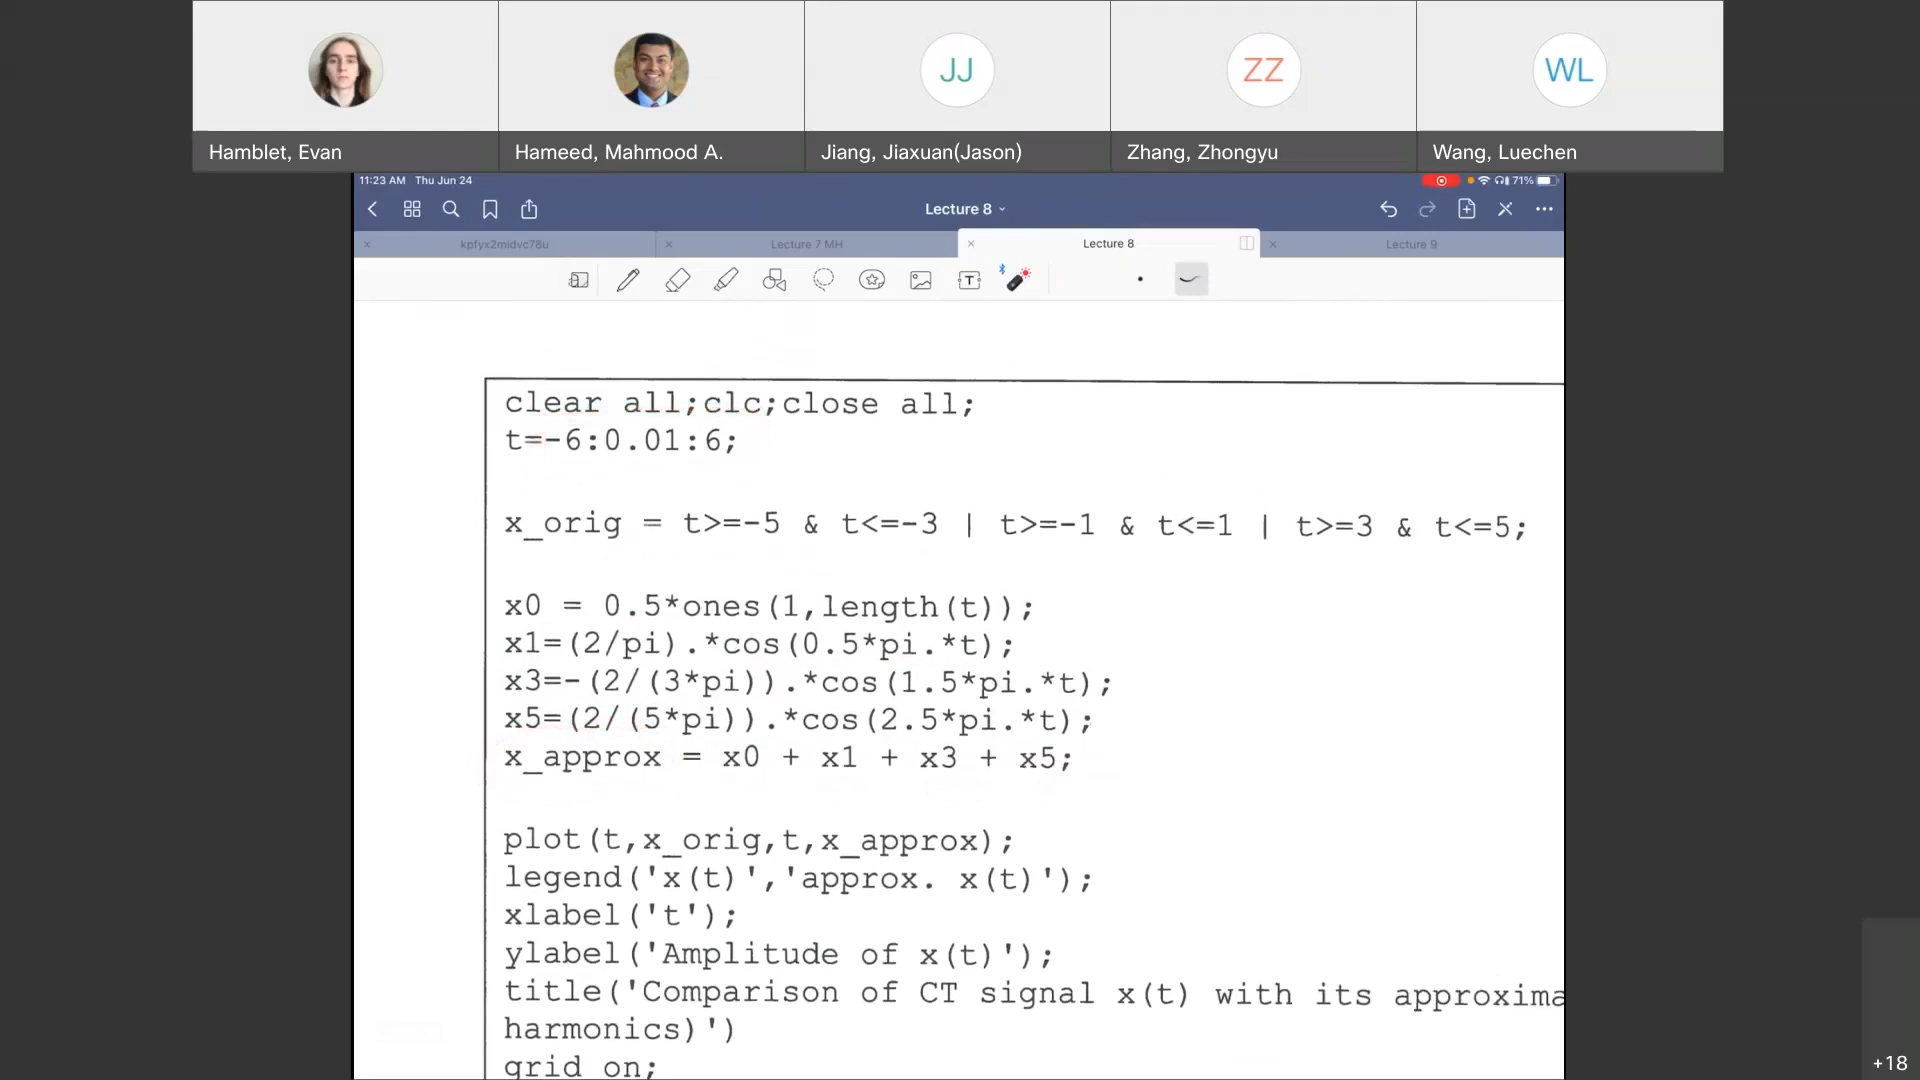 JJ
ZZ
WL
Hamblet, Evan
Hameed, Mahmood A.
Jiang, Jiaxuan(Jason)
Zhang, Zhongyu
Wang, Luechen
11:23 AM Thu Jun 24
71%
Lecture 8
kpfyx2midvc78u
Lecture 7 MH
Lecture 8
Lecture 9
clear all;clc;close all;
t=-6:0.01:6;
x_orig = t>=-5 & t<=-3 | t>=-1 & t<=1 | t>=3 & t<=5;
x0 = 0.5*ones(1,length(t));
x1=(2/pi).*cos(0.5*pi.*t);
x3=-(2/(3*pi)).*cos(1.5*pi.*t);
x5=(2/(5*pi)).*cos(2.5*pi.*t);
x_approx = x0 + x1 + x3 + x5;
plot(t,x_orig,t,x_approx);
legend('x(t)','approx. x(t)');
xlabel('t');
ylabel('Amplitude of x(t)');
title('Comparison of CT signal x(t) with its approxima
harmonics)')
grid on;
+18